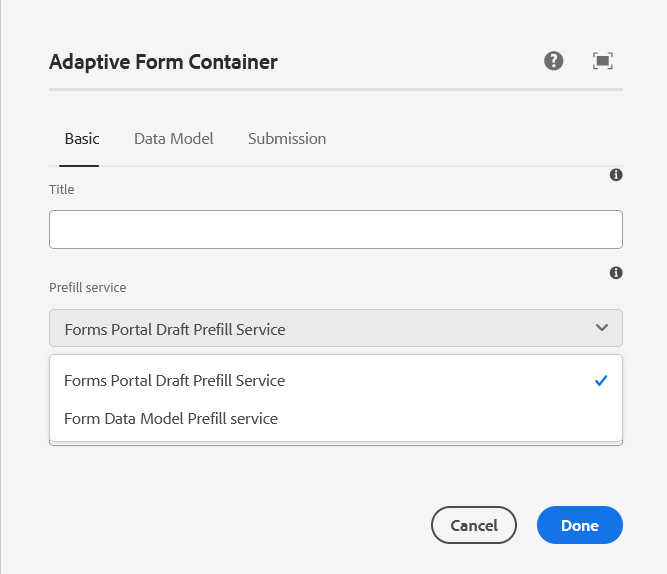 Adaptive Form Container
Basic Data Model Submission
Title
Prefill service
Forms Portal Draft Prefill Service
Forms Portal Draft Prefill Service
Form Data Model Prefill service
Cancel Done